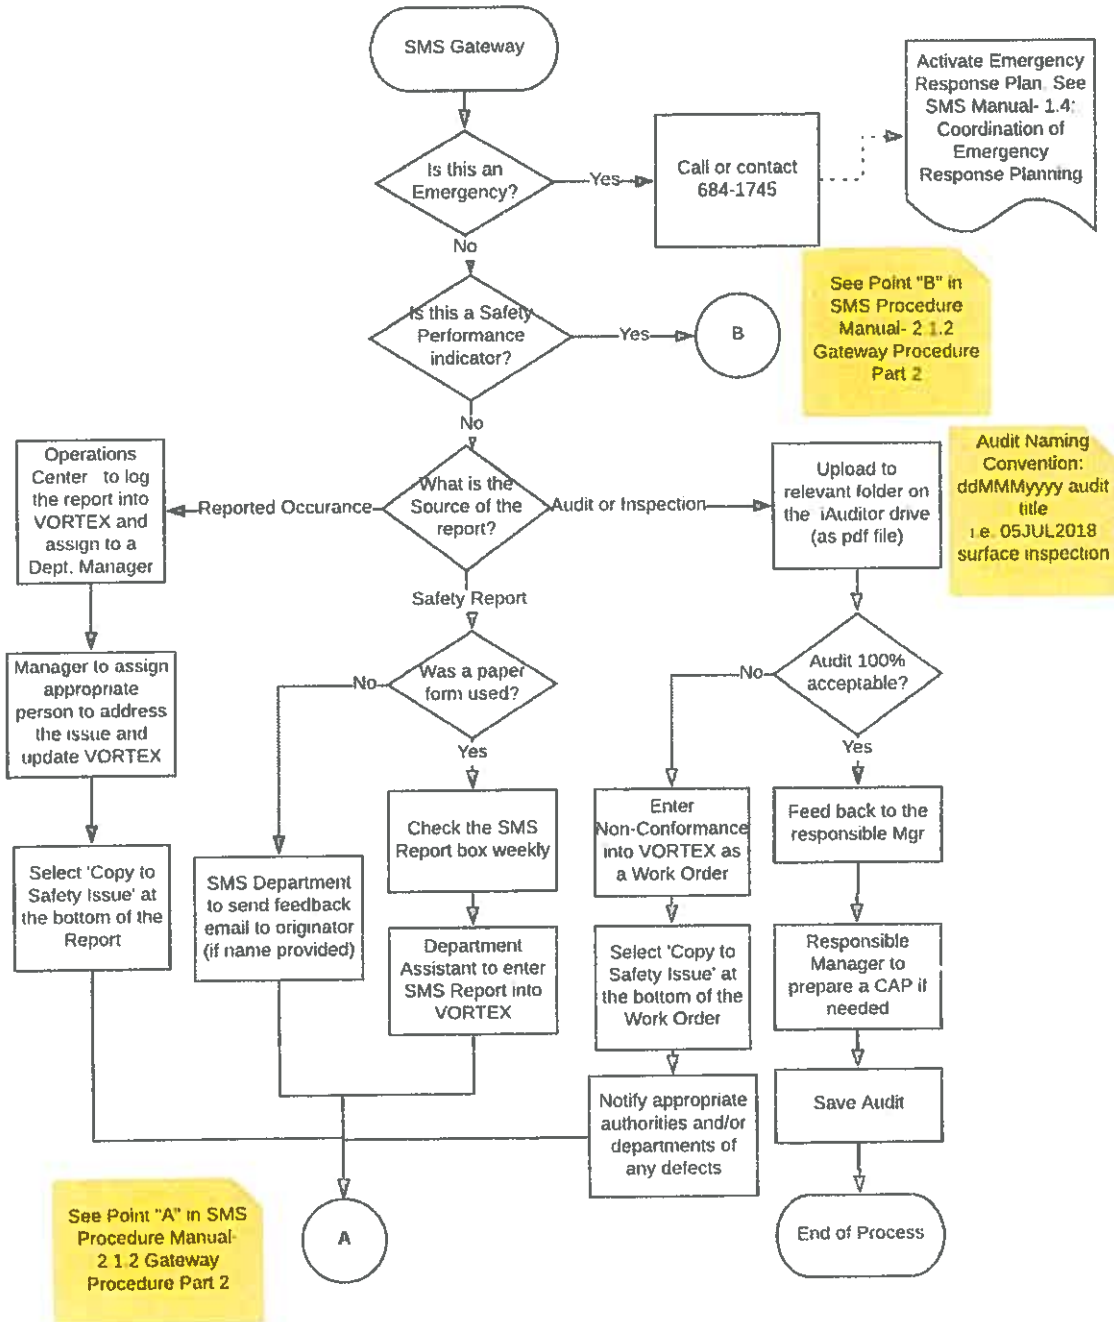 SMS Gateway
Activate Emergency
Response Plan. See
SMS Manual- 1.4:
Coordination of
Emergency
Response Planning
Is this an
Emergency?
Yes
Call or contact
684-1745
No
See Point "B" in
SMS Procedure
Manual- 2 1.2
Gateway Procedure
Part 2
Is this a Safety
Performance
indicator?
Yes
B
No
Operations
Center to log
the report into
VORTEX and
assign to a
Dept. Manager
Reported Occurance
What is the
Source of the
report?
Audit or Inspection
Upload to
relevant folder on
the iAuditor drive
(as pdf file)
Audit Naming
Convention:
ddMMMyyyy audit
title
i.e. 05JUL2018
surface inspection
Safety Report
Manager to assign
appropriate
person to address
the issue and
update VORTEX
No
Was a paper
form used?
Yes
No
Audit 100%
acceptable?
Yes
Select 'Copy to
Safety Issue' at
the bottom of the
Report
SMS Department
to send feedback
email to originator
(if name provided)
Check the SMS
Report box weekly
Department
Assistant to enter
SMS Report into
VORTEX
Enter
Non-Conformance
into VORTEX as
a Work Order
Select 'Copy to
Safety Issue' at
the bottom of the
Work Order
Notify appropriate
authorities and/or
departments of
any defects
Feed back to the
responsible Mgr
Responsible
Manager to
prepare a CAP if
needed
Save Audit
End of Process
See Point "A" in SMS
Procedure Manual-
2 1.2 Gateway
Procedure Part 2
A